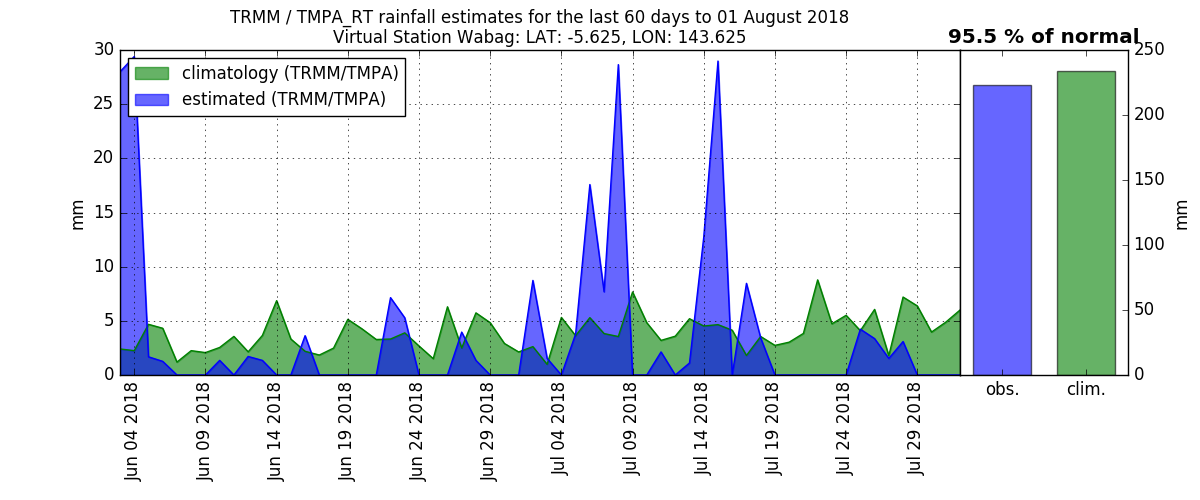 TRMM / TMPA_RT rainfall estimates for the last 60 days to 01 August 2018
Virtual Station Wabag: LAT: -5.625, LON: 143.625
95.5 % of normal
climatology (TRMM/TMPA)
estimated (TRMM/TMPA)
30
25
20
15
10
5
0
mm
Jun 04 2018
Jun 09 2018
Jun 14 2018
Jun 19 2018
Jun 24 2018
Jun 29 2018
Jul 04 2018
Jul 09 2018
Jul 14 2018
Jul 19 2018
Jul 24 2018
Jul 29 2018
250
200
150
100
50
0
mm
obs.
clim.